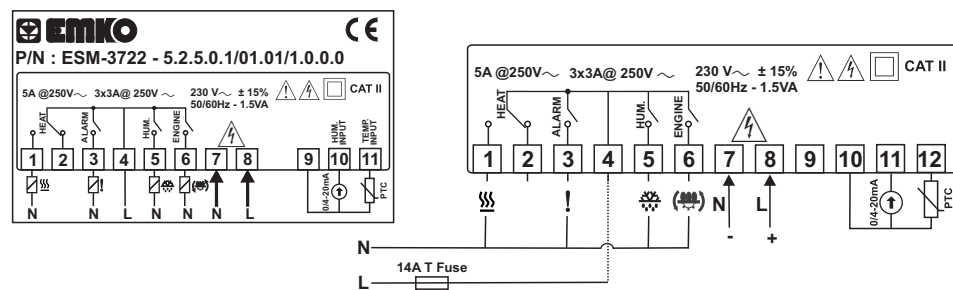 EMKO CE
P/N : ESM-3722 - 5.2.5.0.1/01.01/1.0.0.0
5A @250V～ 3x3A@ 250V ～ 230 V～ ± 15%
50/60Hz - 1.5VA
CAT II
HEAT ALARM HUM. ENGINE HUM. INPUT TEMP. INPUT
1 2 3 4 5 6 7 8 9 10 11
! 0/4-20mA PTC
N N L N N N L
5A @250V～ 3x3A@ 250 V～ 230 V～ ± 15%
50/60Hz - 1.5VA
CAT II
HEAT ALARM HUM. ENGINE
1 2 3 4 5 6 7 8 9 10 11 12
! N L 0/4-20mA PTC
- +
N
14A T Fuse
L